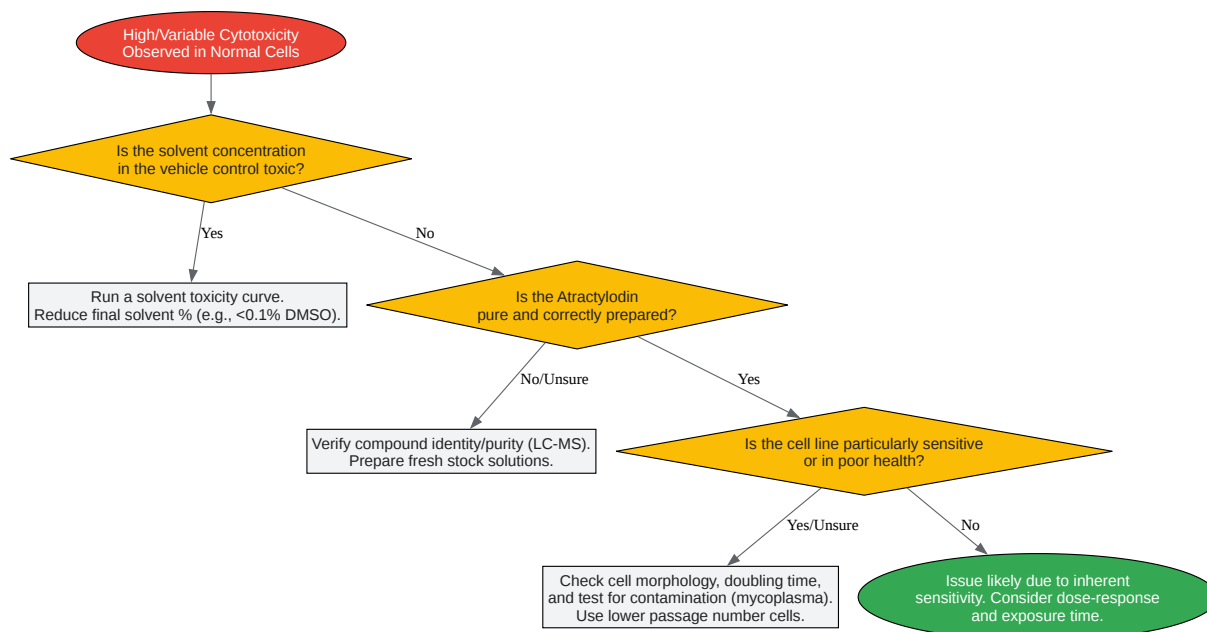 High/Variable Cytotoxicity
Observed in Normal Cells
Is the solvent concentration
in the vehicle control toxic?
Yes
No
Run a solvent toxicity curve.
Reduce final solvent % (e.g., <0.1% DMSO).
Is the Atractylodin
pure and correctly prepared?
No/Unsure
Yes
Verify compound identity/purity (LC-MS).
Prepare fresh stock solutions.
Is the cell line particularly sensitive
or in poor health?
Yes/Unsure
No
Check cell morphology, doubling time,
and test for contamination (mycoplasma).
Use lower passage number cells.
Issue likely due to inherent
sensitivity. Consider dose-response
and exposure time.